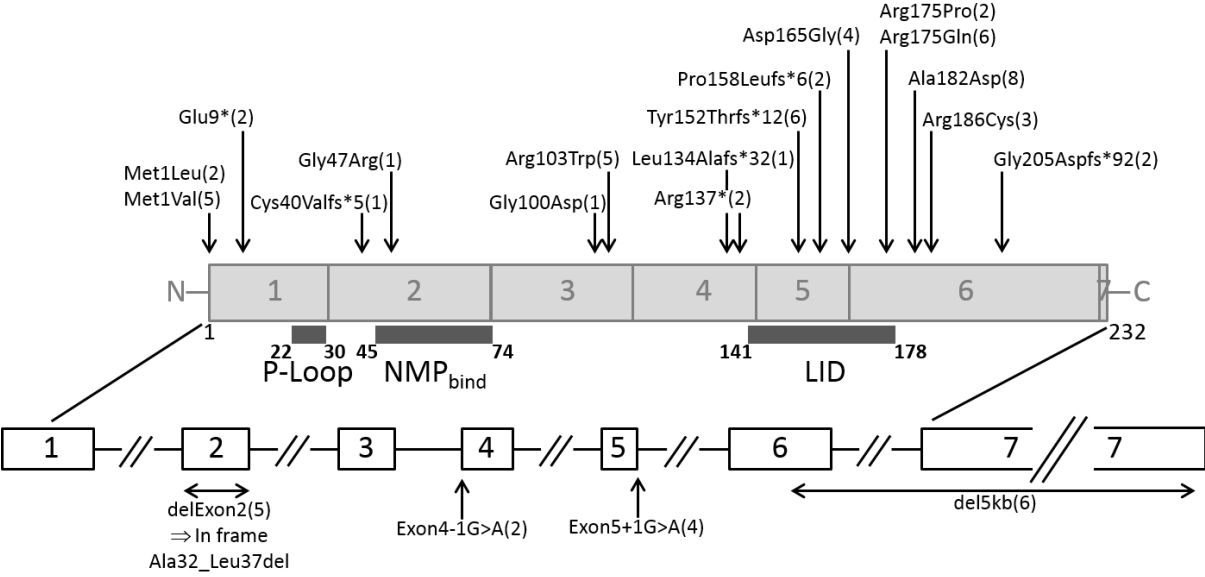 Arg175Pro(2)
Arg175Gln(6)
Asp165Gly(4)
Pro158Leufs*6(2)
Ala182Asp(8)
Glu9*(2)
Tyr152Thrfs*12(6)
Arg186Cys(3)
Gly47Arg(1)
Arg103Trp(5)
Leu134Alafs*32(1)
Gly205Aspfs*92(2)
Met1Leu(2)
Met1Val(5)
Cys40Valfs*5(1)
Gly100Asp(1)
Arg137*(2)
N 1 2 3 4 5 6 7 C
1 232
22 30 45 74 141 178
P-Loop NMPbind LID
1 2 3 4 5 6 7 7
delExon2(5)
⇒ In frame
Ala32_Leu37del
Exon4-1G>A(2)
Exon5+1G>A(4)
del5kb(6)